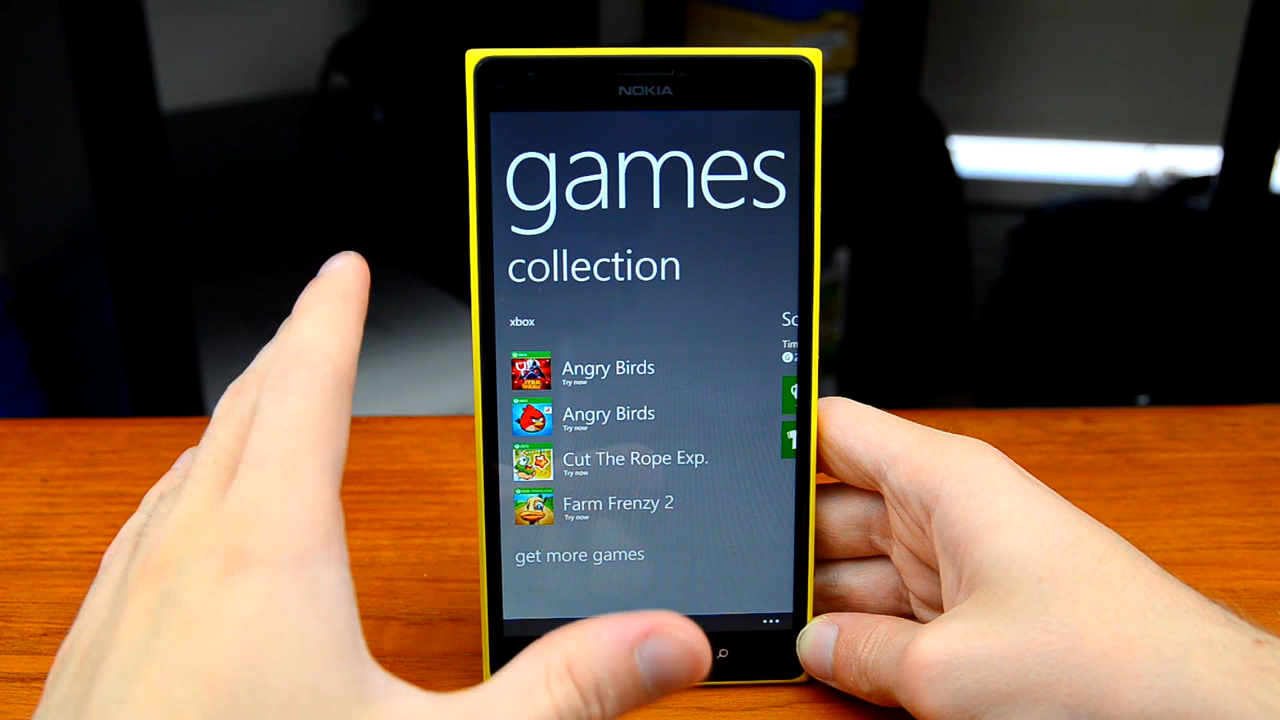 NOKIA
games
collection
xbox
Angry Birds
Try now
Angry Birds
Try now
Cut The Rope Exp.
Try now
Farm Frenzy 2
Try now
get more games